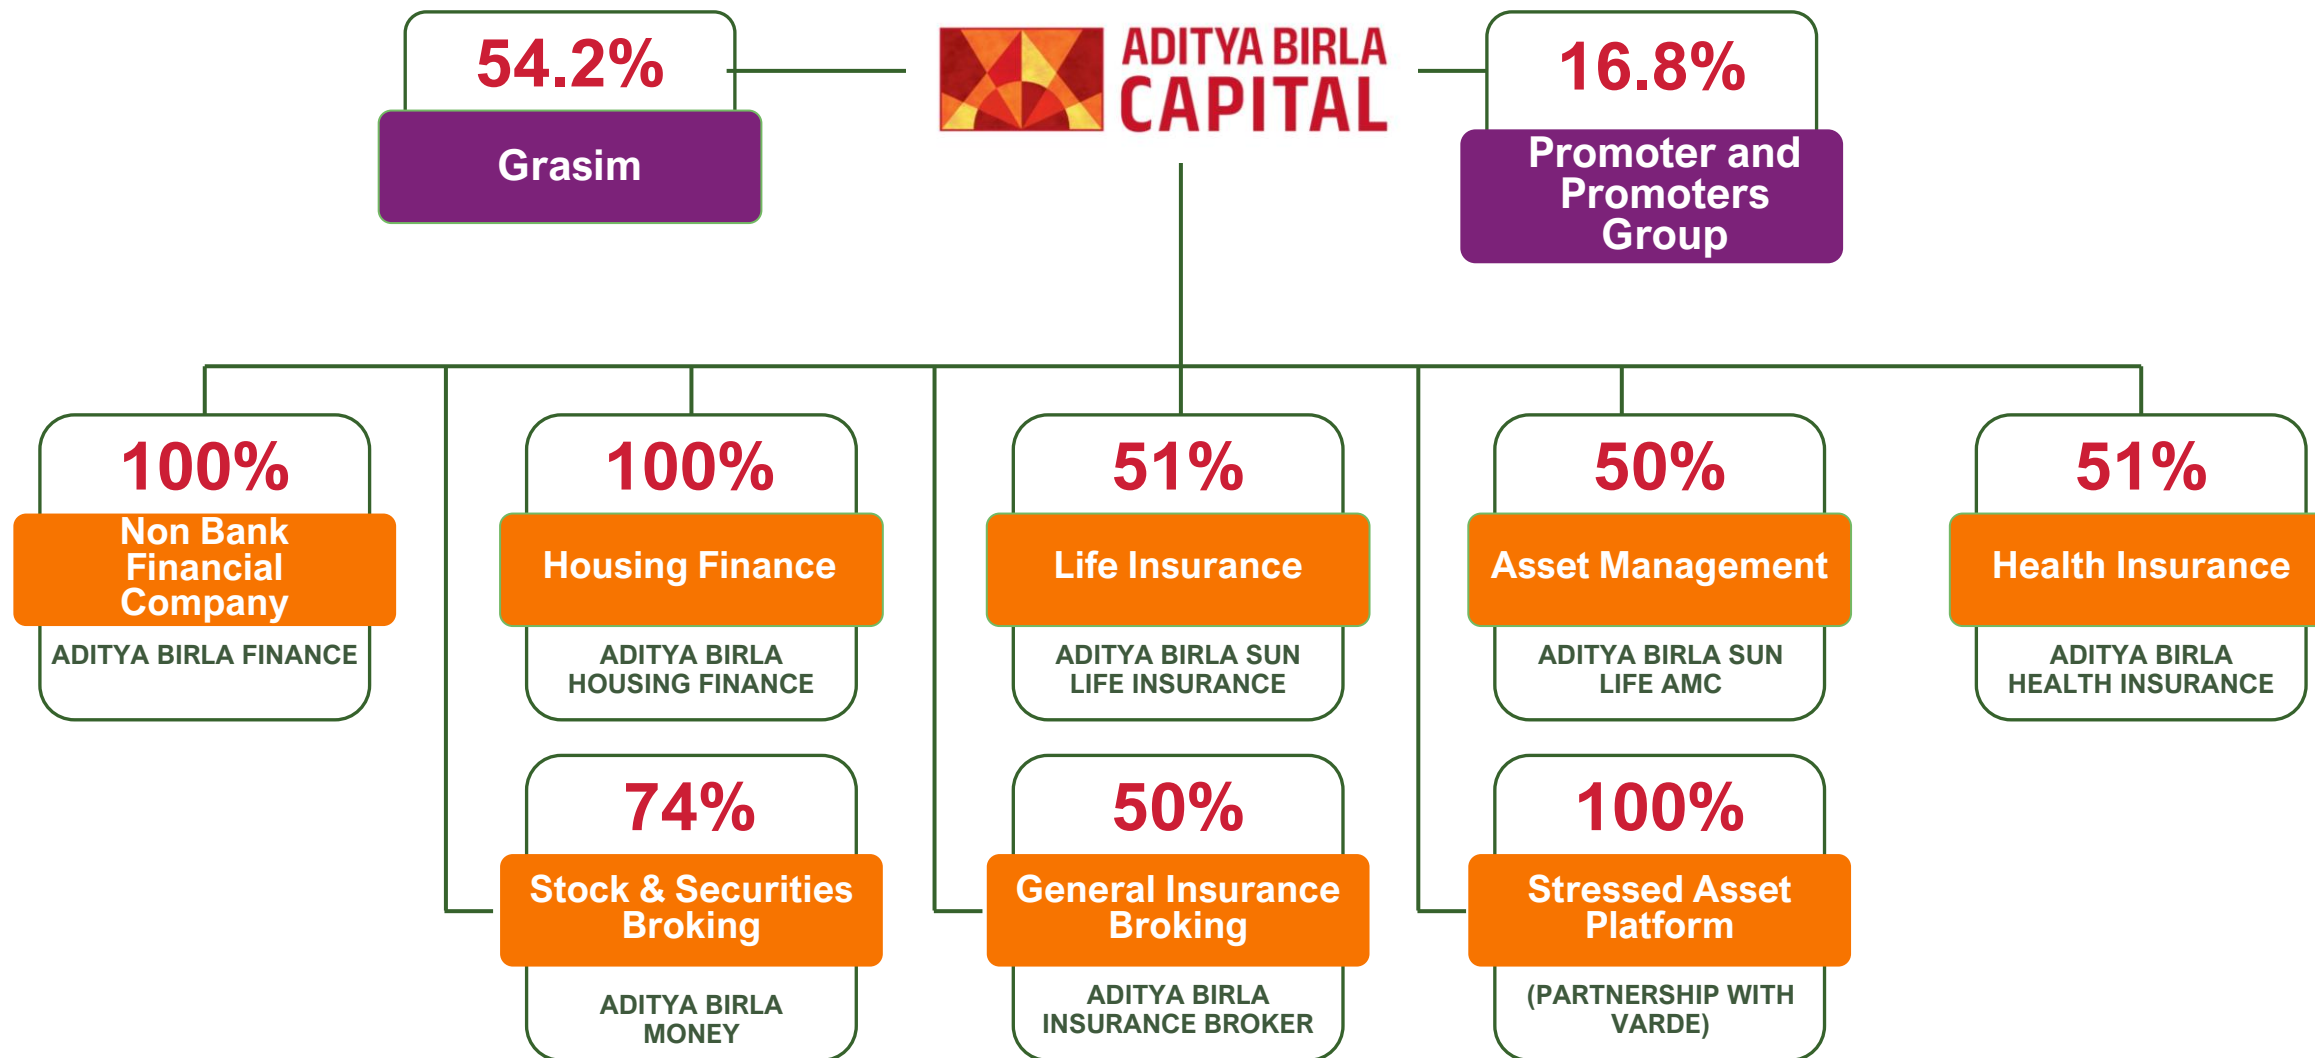 54.2%
Grasim
ADITYA BIRLA
CAPITAL
16.8%
Promoter and
Promoters
Group
100%
Non Bank
Financial
Company
ADITYA BIRLA FINANCE
100%
Housing Finance
ADITYA BIRLA
HOUSING FINANCE
51%
Life Insurance
ADITYA BIRLA SUN
LIFE INSURANCE
50%
Asset Management
ADITYA BIRLA SUN
LIFE AMC
51%
Health Insurance
ADITYA BIRLA
HEALTH INSURANCE
74%
Stock & Securities
Broking
ADITYA BIRLA
MONEY
50%
General Insurance
Broking
ADITYA BIRLA
INSURANCE BROKER
100%
Stressed Asset
Platform
(PARTNERSHIP WITH
VARDE)